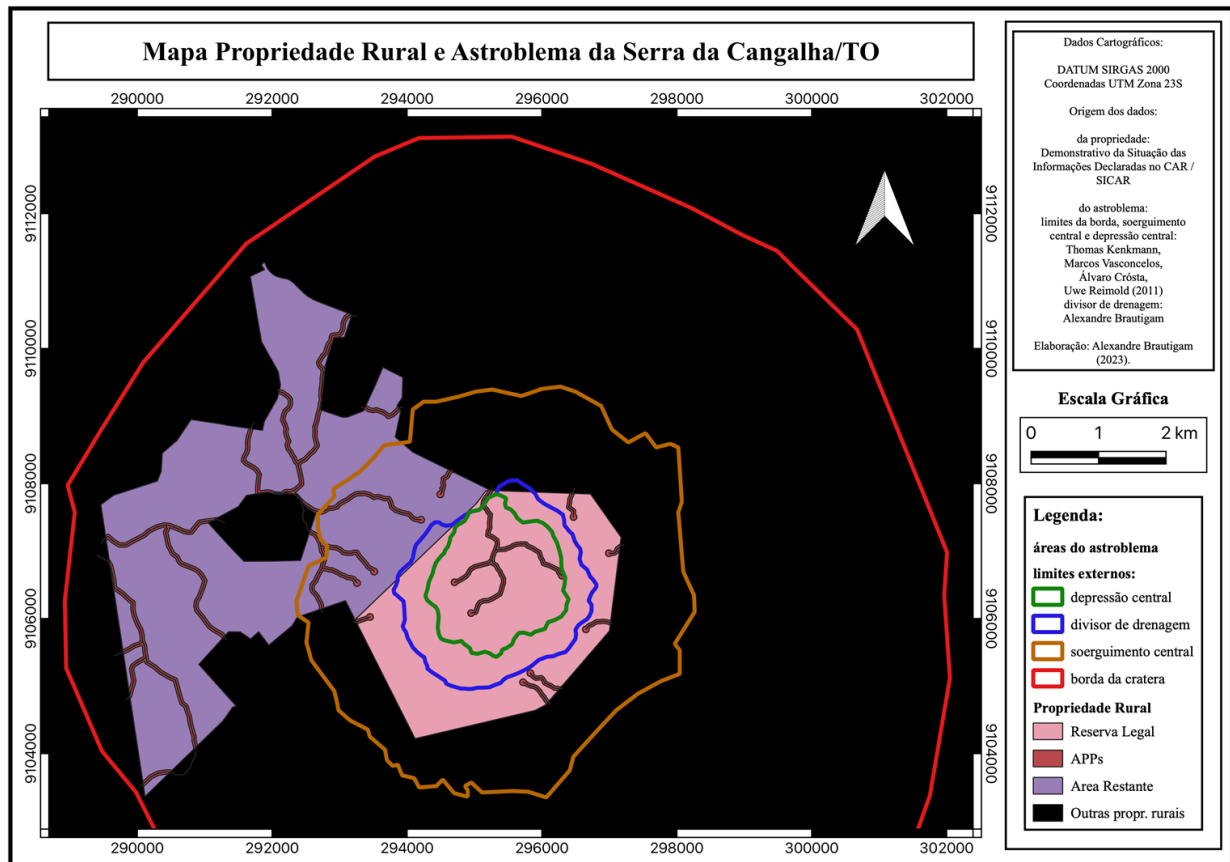 Mapa Propriedade Rural e Astroblema da Serra da Cangalha/TO
290000 292000 294000 296000 298000 300000 302000
9112000 9112000
9110000 9110000
9108000 9108000
9106000 9106000
9104000 9104000
290000 292000 294000 296000 298000 300000 302000
Dados Cartográficos:
DATUM SIRGAS 2000
Coordenadas UTM Zona 23S
Origem dos dados:
da propriedade:
Demonstrativo da Situação das
Informações Declaradas no CAR /
SICAR
do astroblema:
limites da borda, soerguimento
central e depressão central:
Thomas Kenkmann,
Marcos Vasconcelos,
Álvaro Crósta,
Uwe Reimold (2011)
divisor de drenagem:
Alexandre Brautigam
Elaboração: Alexandre Brautigam
(2023).
Escala Gráfica
0 1 2 km
Legenda:
áreas do astroblema
limites externos:
depressão central
divisor de drenagem
soerguimento central
borda da cratera
Propriedade Rural
Reserva Legal
APPs
Area Restante
Outras propr. rurais